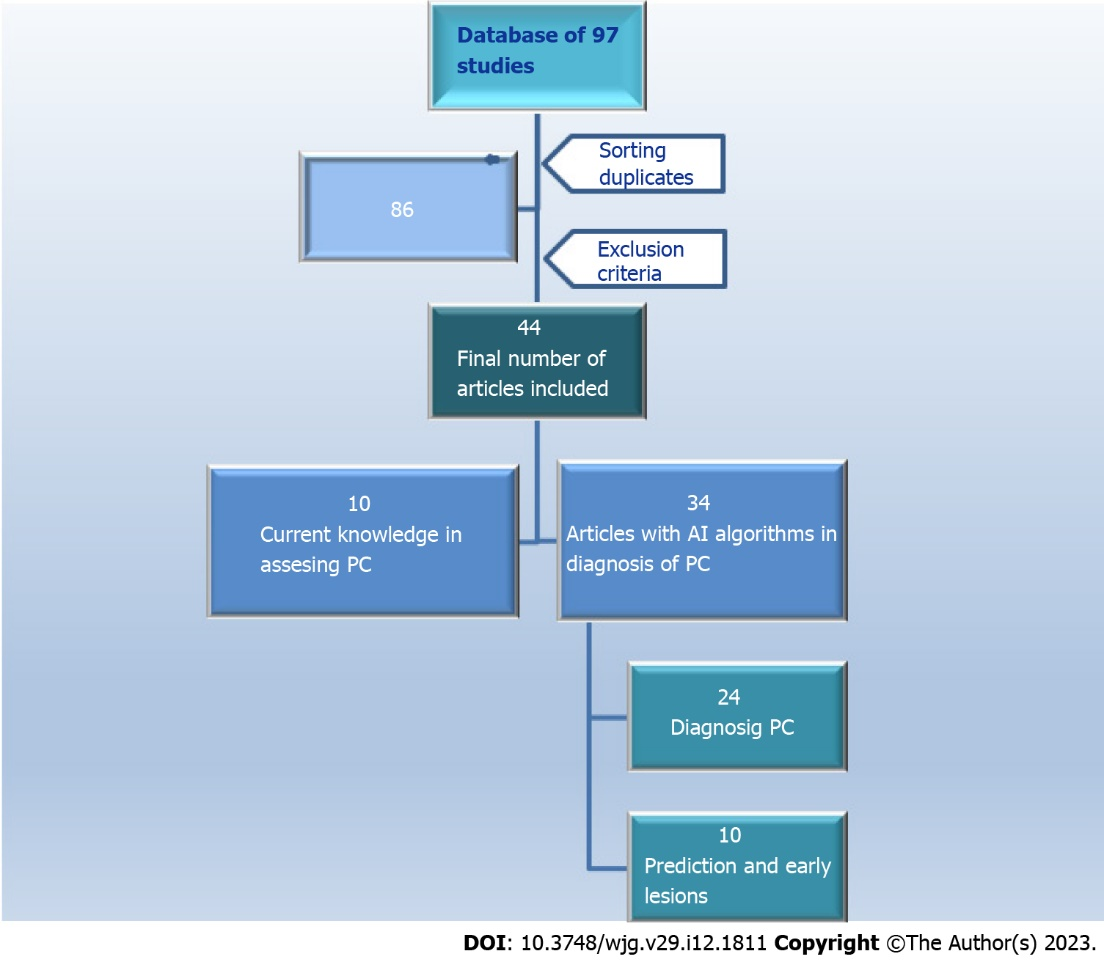 Database of 97
studies
Sorting
duplicates
86
Exclusion
criteria
44
Final number of
articles included
10
Current knowledge in
assesing PC
34
Articles with AI algorithms in
diagnosis of PC
24
Diagnosig PC
10
Prediction and early
lesions
DOI: 10.3748/wjg.v29.i12.1811 Copyright ©The Author(s) 2023.